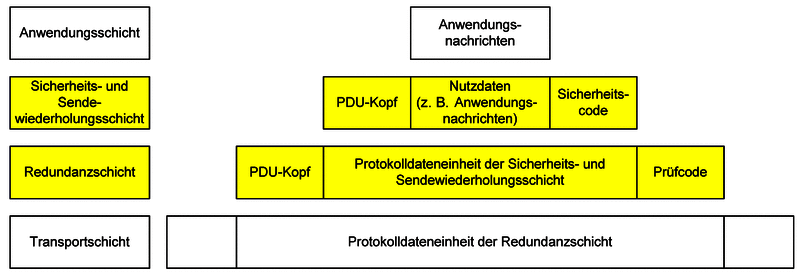 Anwendungsschicht
Anwendungs-
nachrichten
Sicherheits- und
Sende-
wiederholungsschicht
PDU-Kopf
Nutzdaten
(z. B. Anwendungs-
nachrichten)
Sicherheits-
code
Redundanzschicht
PDU-Kopf
Protokolldateneinheit der Sicherheits- und
Sendewiederholungsschicht
Prüfcode
Transportschicht
Protokolldateneinheit der Redundanzschicht